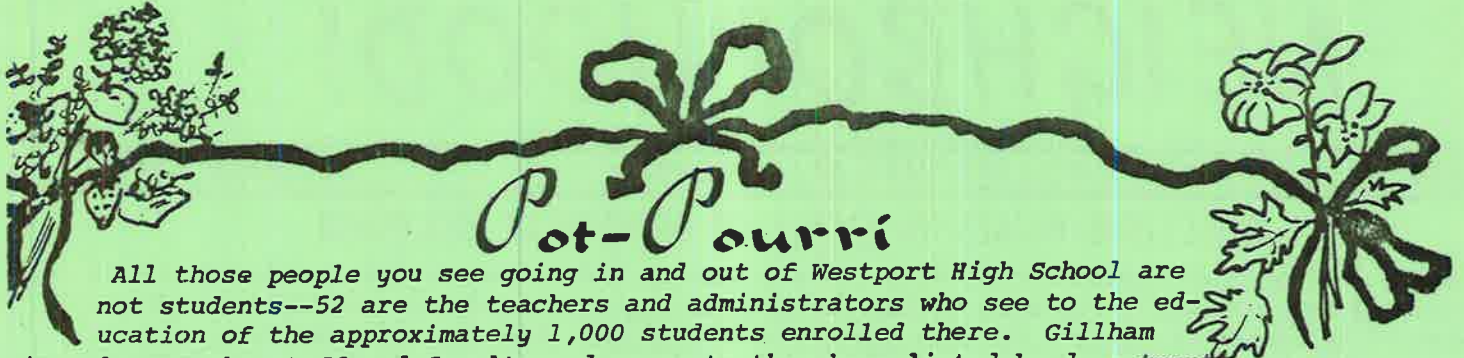 Pot-Pourri
All those people you see going in and out of Westport High School are
not students--52 are the teachers and administrators who see to the ed-
ucation of the approximately 1,000 students enrolled there. Gillham